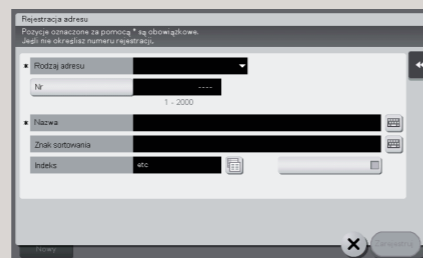 Rejestracja adresu
Pozycje oznaczone za pomocą * są obowiązkowe.
Jeśli nie określisz numeru rejestracji,
* Rodzaj adresu
Nr ----
1 - 2000
* Nazwa
Znak sortowania
Indeks etc
Nowy
Zarejestruj